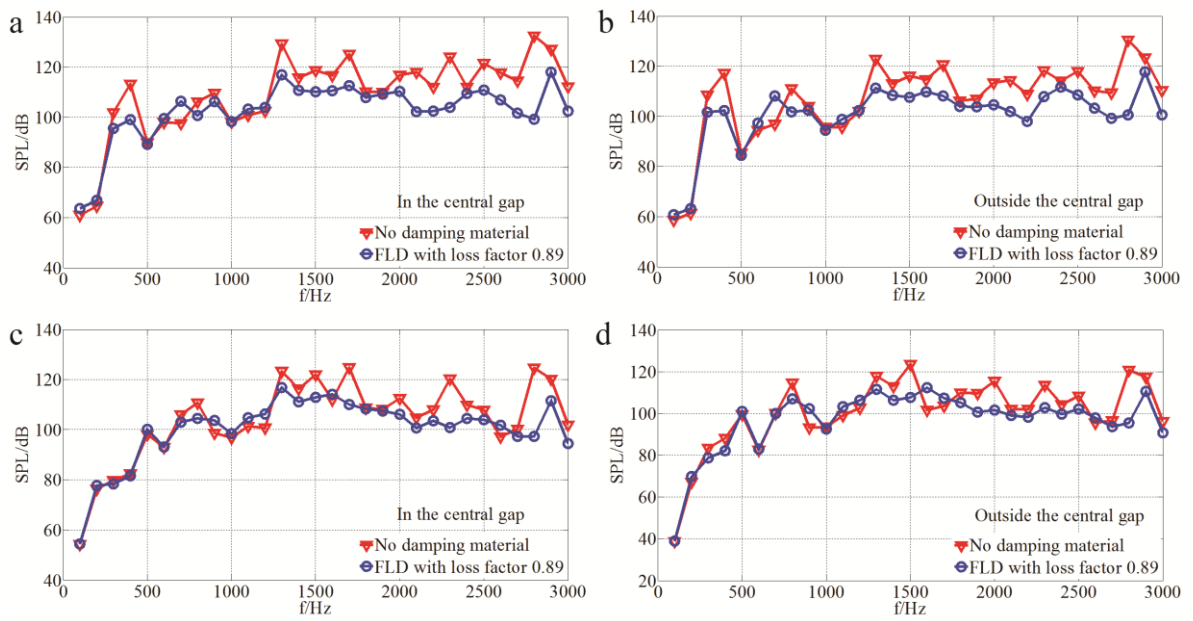 a
140
120
100
80
60
40
SPL/dB
0 500 1000 1500 2000 2500 3000
f/Hz
In the central gap
No damping material
FLD with loss factor 0.89
b
140
120
100
80
60
40
SPL/dB
0 500 1000 1500 2000 2500 3000
f/Hz
Outside the central gap
No damping material
FLD with loss factor 0.89
c
140
120
100
80
60
40
SPL/dB
0 500 1000 1500 2000 2500 3000
f/Hz
In the central gap
No damping material
FLD with loss factor 0.89
d
140
120
100
80
60
40
20
SPL/dB
0 500 1000 1500 2000 2500 3000
f/Hz
Outside the central gap
No damping material
FLD with loss factor 0.89